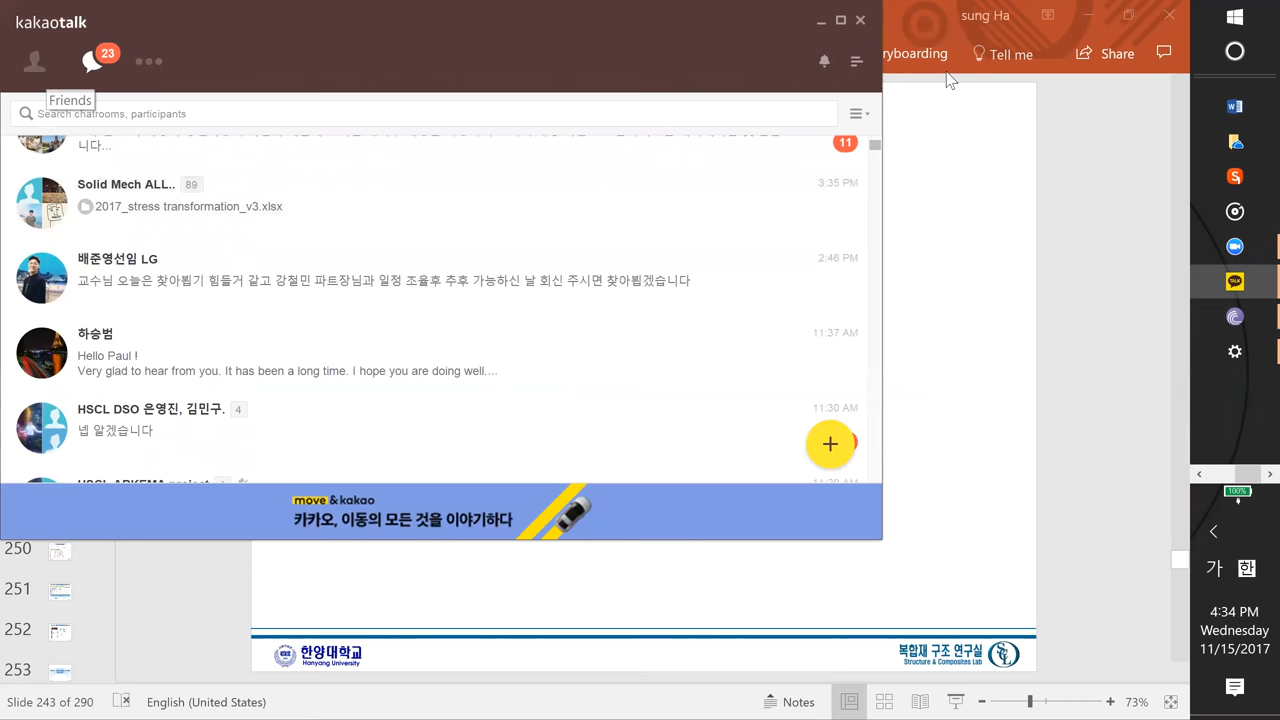 kakaotalk
sung Ha
23
ryboarding
Tell me
Share
Friends
Search chatrooms, participants
니다...
11
Solid Mech ALL.. 89
3:35 PM
2017_stress transformation_v3.xlsx
배준영선임 LG
2:46 PM
교수님 오늘은 찾아뵙기 힘들거 같고 강철민 파트장님과 일정 조율후 추후 가능하신 날 회신 주시면 찾아뵙겠습니다
하승범
11:37 AM
Hello Paul !
Very glad to hear from you. It has been a long time. I hope you are doing well....
HSCL DSO 은영진, 김민구. 4
11:30 AM
넵 알겠습니다
HSCL ARKEMA project
move & kakao
카카오, 이동의 모든 것을 이야기하다
250
251
252
253
한양대학교
Hanyang University
복합재 구조 연구실
Structure & Composites Lab
Slide 243 of 290
English (United States)
Notes
73%
TALK
100%
가 한
4:34 PM
Wednesday
11/15/2017